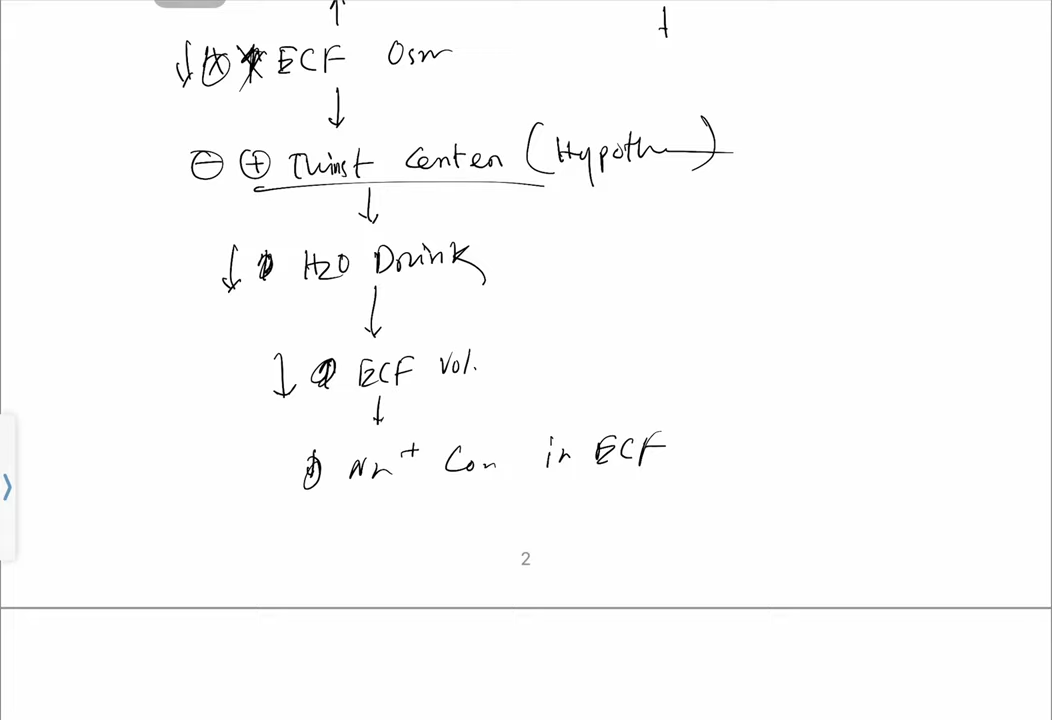 ↑
↓ ECF Osm
↓
⊖ ⊕ Thirst Center (Hypoth)
↓
↓ H2O Drink
↓
↓ ECF Vol.
↓
Na+ Con in ECF
2